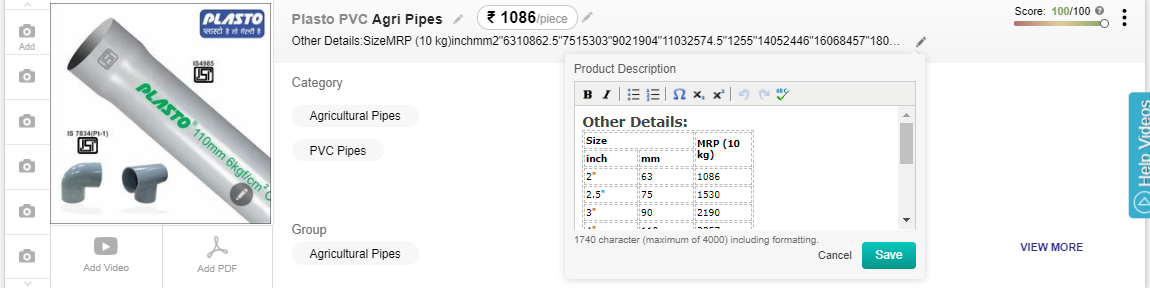 Add
PLASTO
प्लास्टो है तो गॅरंटी है
IS4985
ISI
PLASTO
110mm 6kgf/cm²
IS 7834(Pt-1)
ISI
Add Video
Add PDF
Plasto PVC Agri Pipes
₹ 1086/piece
Score: 100/100
Other Details:SizeMRP (10 kg)inchmm2"6310862.5"7515303"9021904"11032574.5"1255"14052446"16068457"180...
Category
Agricultural Pipes
PVC Pipes
Group
Agricultural Pipes
Product Description
B I Ω x₂ x² ABC
Other Details:
Size MRP (10 kg)
inch mm
2" 63 1086
2.5" 75 1530
3" 90 2190
1740 character (maximum of 4000) including formatting.
Cancel Save
VIEW MORE
Help Videos